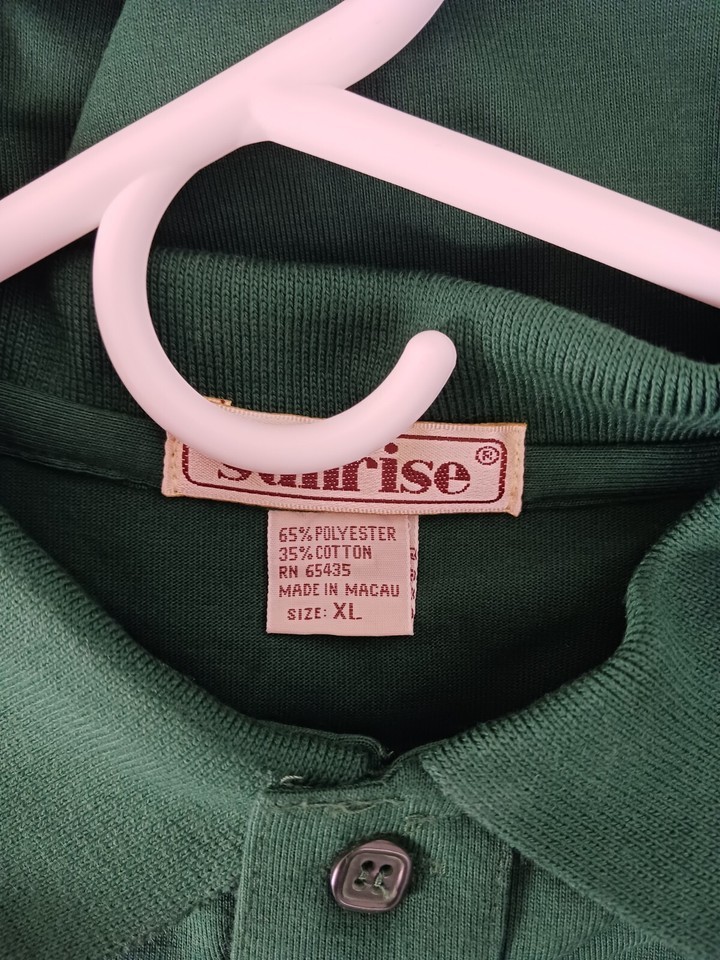 Sunrise ®
65% POLYESTER
35% COTTON
RN 65435
MADE IN MACAU
SIZE: XL